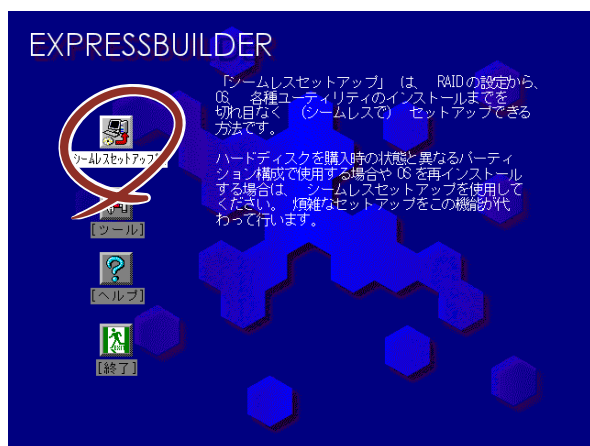 EXPRESSBUILDER
「シームレスセットアップ」 は、 RAIDの設定から、
OS 各種ユーティリティのインストールまでを
切れ目なく (シームレスで) セットアップできる
方法です。
ハードディスクを購入時の状態と異なるパーティ
ション構成で使用する場合や OSを再インストール
する場合は、 シームレスセットアップを使用して
ください。 煩雑なセットアップをこの機能が代
わって行います。
シームレスセットアップ
[ツール]
[ヘルプ]
EXIT
[終了]